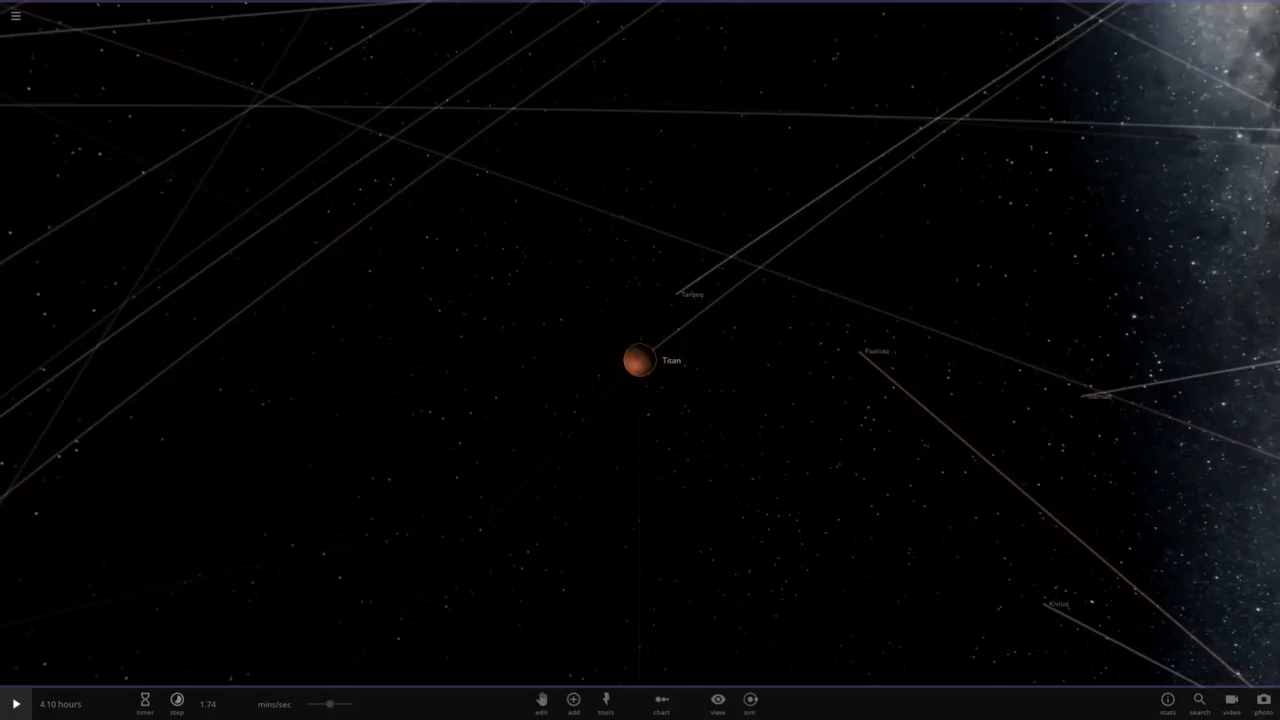 Tarqeq
Titan
Paaliaq
Kiviuq
4.10 hours
timer
step
1.74
mins/sec
edit
add
tools
chart
view
sim
stats
search
video
photo